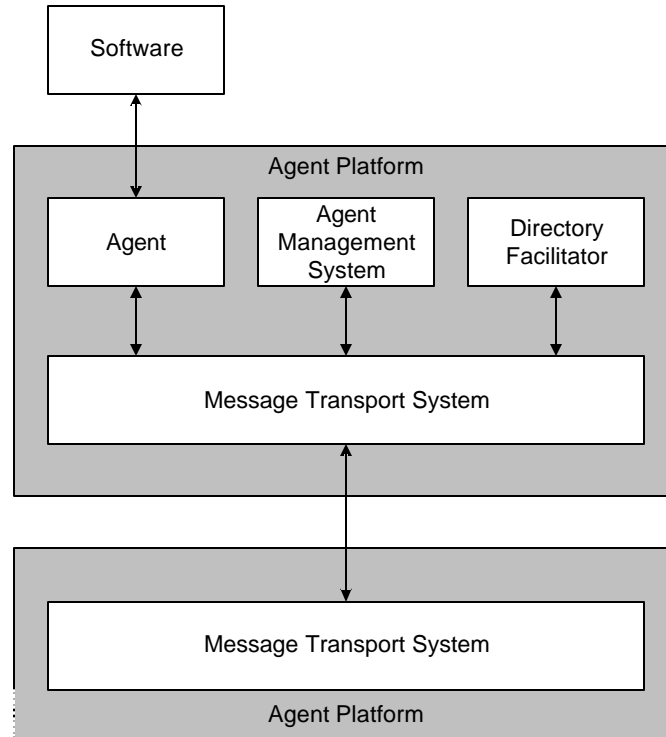 Software
Agent Platform
Agent
Agent
Management
System
Directory
Facilitator
Message Transport System
Message Transport System
Agent Platform